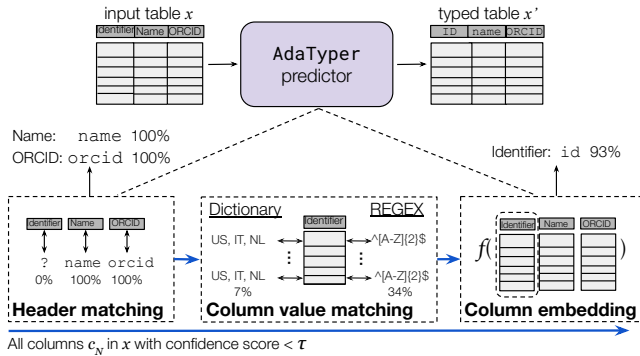 input table x
typed table x'
Identifier Name ORCID
AdaTyper
predictor
ID name ORCID
Name: name 100%
ORCID: orcid 100%
Identifier: id 93%
Identifier Name ORCID
? name orcid
0% 100% 100%
Header matching
Dictionary REGEX
Identifier
US, IT, NL ^[A-Z]{2}$
⋮ ⋮
US, IT, NL ^[A-Z]{2}$
7% 34%
Column value matching
Identifier Name ORCID
f( )
Column embedding
All columns c_N in x with confidence score < τ